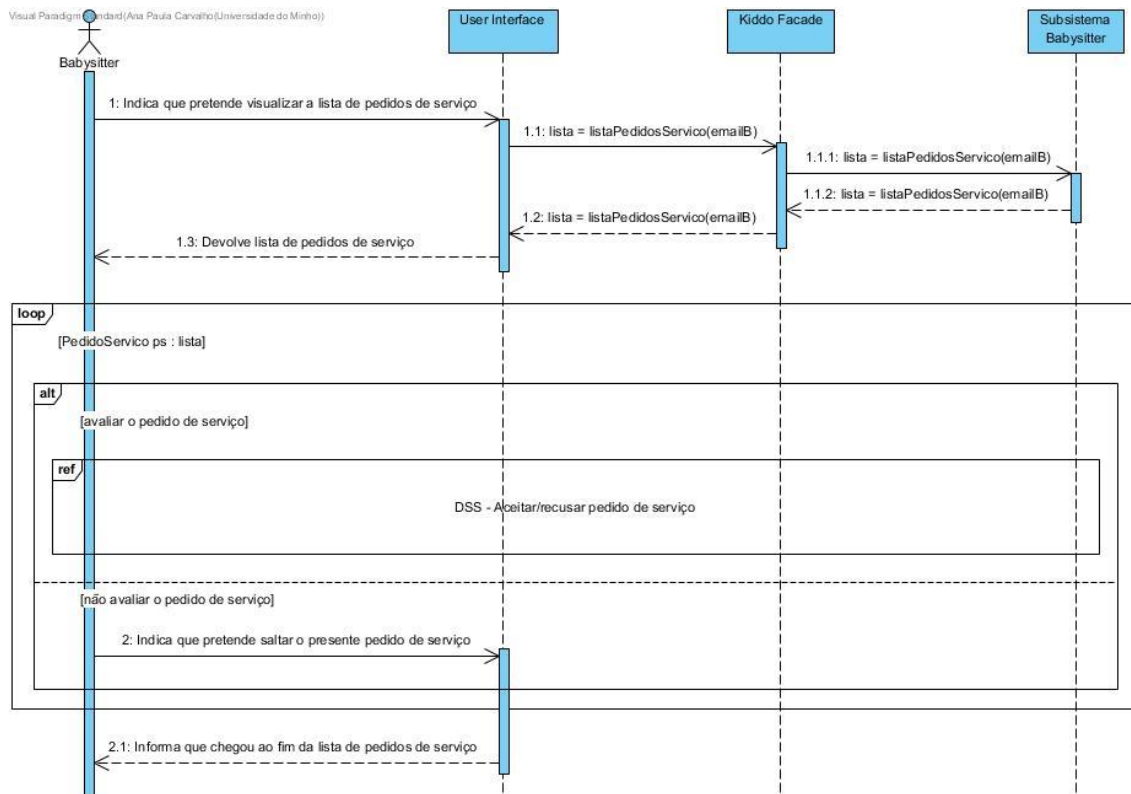 Visual Paradigm Standard(Ana Paula Carvalho(Universidade do Minho))
Babysitter
User Interface
Kiddo Facade
Subsistema
Babysitter
1: Indica que pretende visualizar a lista de pedidos de serviço
1.1: lista = listaPedidosServico(emailB)
1.1.1: lista = listaPedidosServico(emailB)
1.1.2: lista = listaPedidosServico(emailB)
1.2: lista = listaPedidosServico(emailB)
1.3: Devolve lista de pedidos de serviço
loop
[PedidoServico ps : lista]
alt
[avaliar o pedido de serviço]
ref
DSS - Aceitar/recusar pedido de serviço
[não avaliar o pedido de serviço]
2: Indica que pretende saltar o presente pedido de serviço
2.1: Informa que chegou ao fim da lista de pedidos de serviço